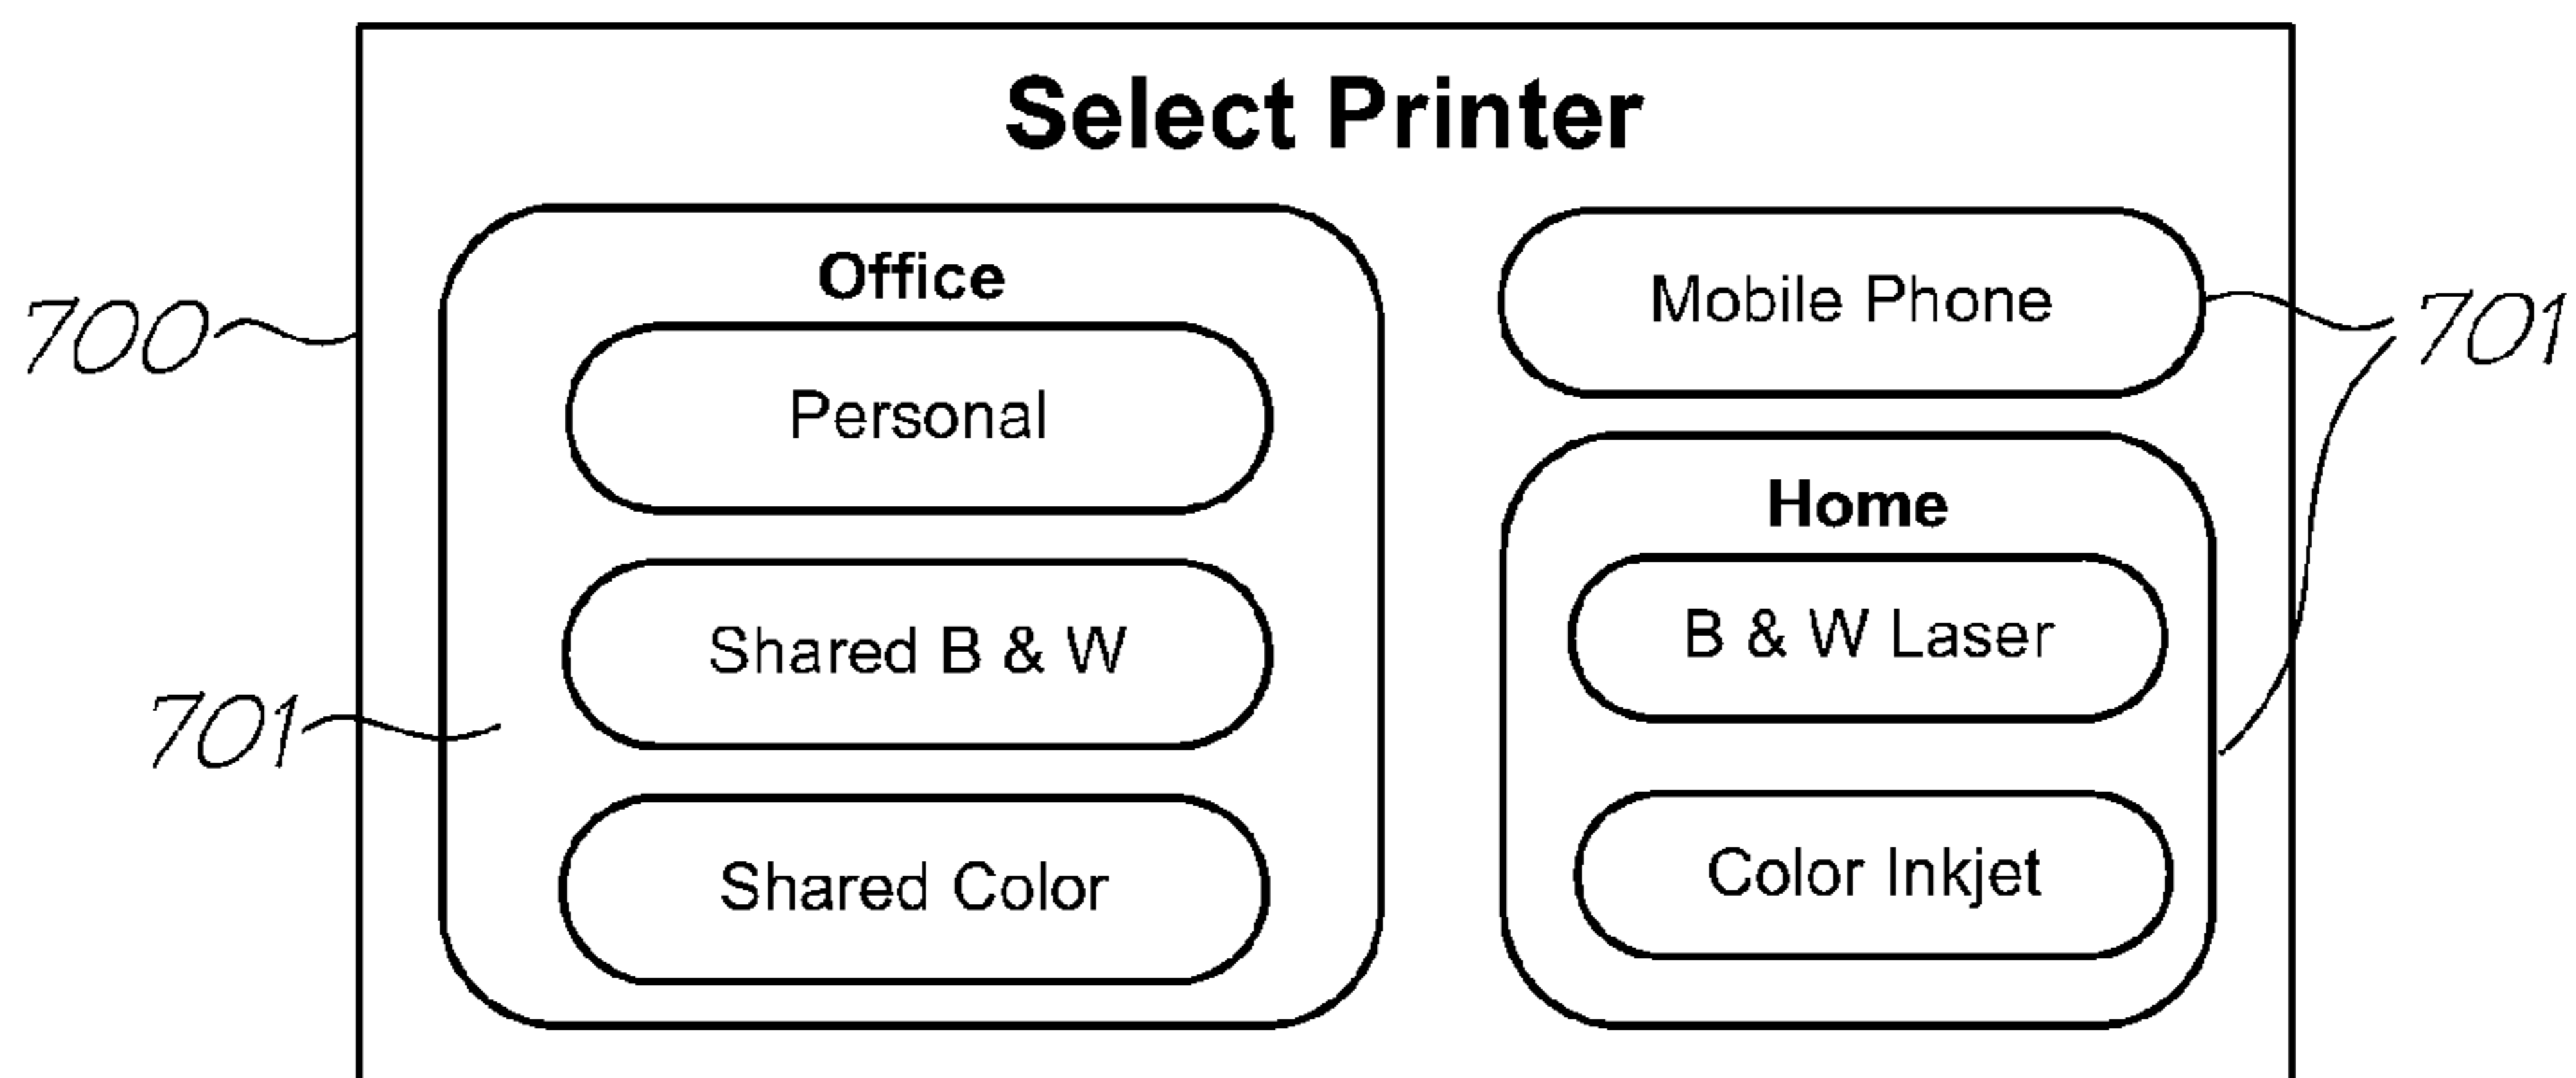 Select Printer
Office
Personal
Shared B & W
Shared Color
Mobile Phone
Home
B & W Laser
Color Inkjet
700
701
701